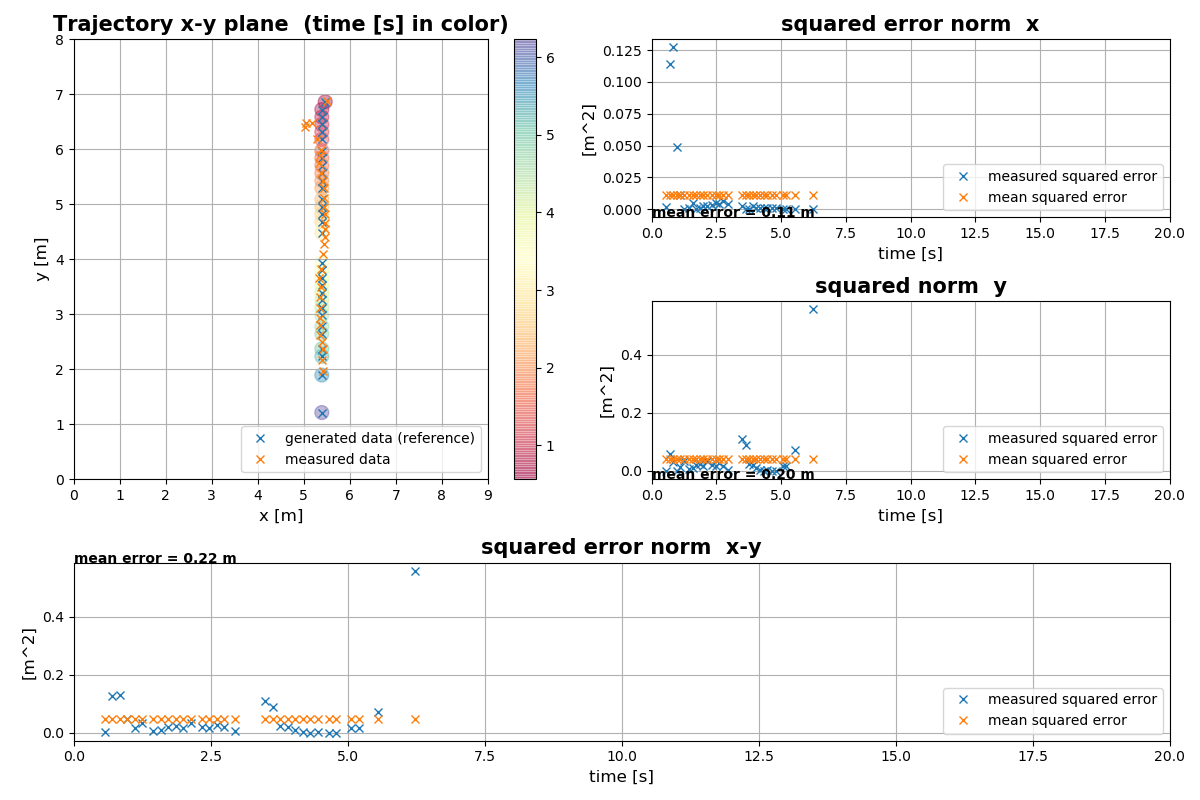 Trajectory x-y plane  (time [s] in color)
8
7
6
5
4
3
2
1
0
y [m]
0 1 2 3 4 5 6 7 8 9
x [m]
generated data (reference)
measured data
6
5
4
3
2
1
squared error norm  x
0.125
0.100
0.075
0.050
0.025
0.000
[m^2]
measured squared error
mean squared error
mean error = 0.11 m
0.0 2.5 5.0 7.5 10.0 12.5 15.0 17.5 20.0
time [s]
squared norm  y
0.4
0.2
0.0
[m^2]
measured squared error
mean squared error
mean error = 0.20 m
0.0 2.5 5.0 7.5 10.0 12.5 15.0 17.5 20.0
time [s]
squared error norm  x-y
mean error = 0.22 m
0.4
0.2
0.0
[m^2]
measured squared error
mean squared error
0.0 2.5 5.0 7.5 10.0 12.5 15.0 17.5 20.0
time [s]